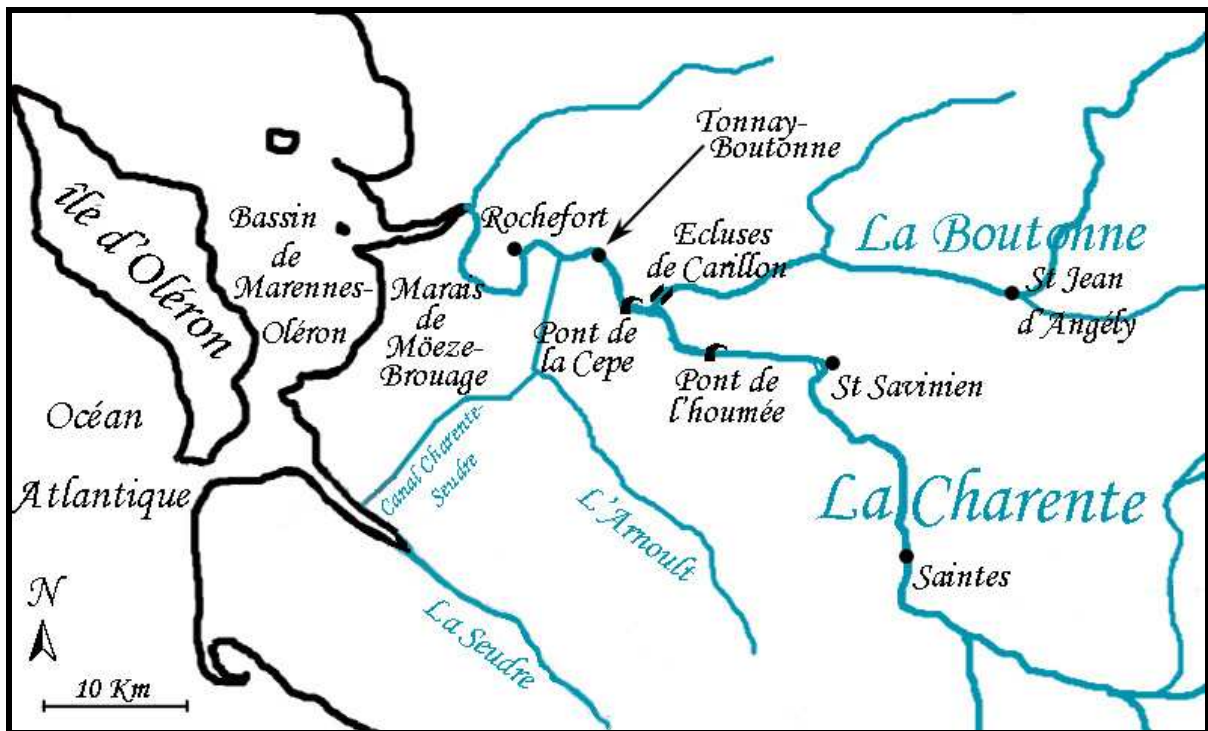 Tonnay-
Boutonne
île d'Oléron
Bassin
de
Marennes-
Oléron
Rochefort
Ecluses
de Carillon
La Boutonne
St Jean
d'Angély
Marais
de
Möeze-
Brouage
Pont de
la Cepe
Pont de
l'houmée
St Savinien
Océan
Atlantique
Canal Charente-
Seudre
L'Arnoult
La Charente
Saintes
La Seudre
N
10 Km